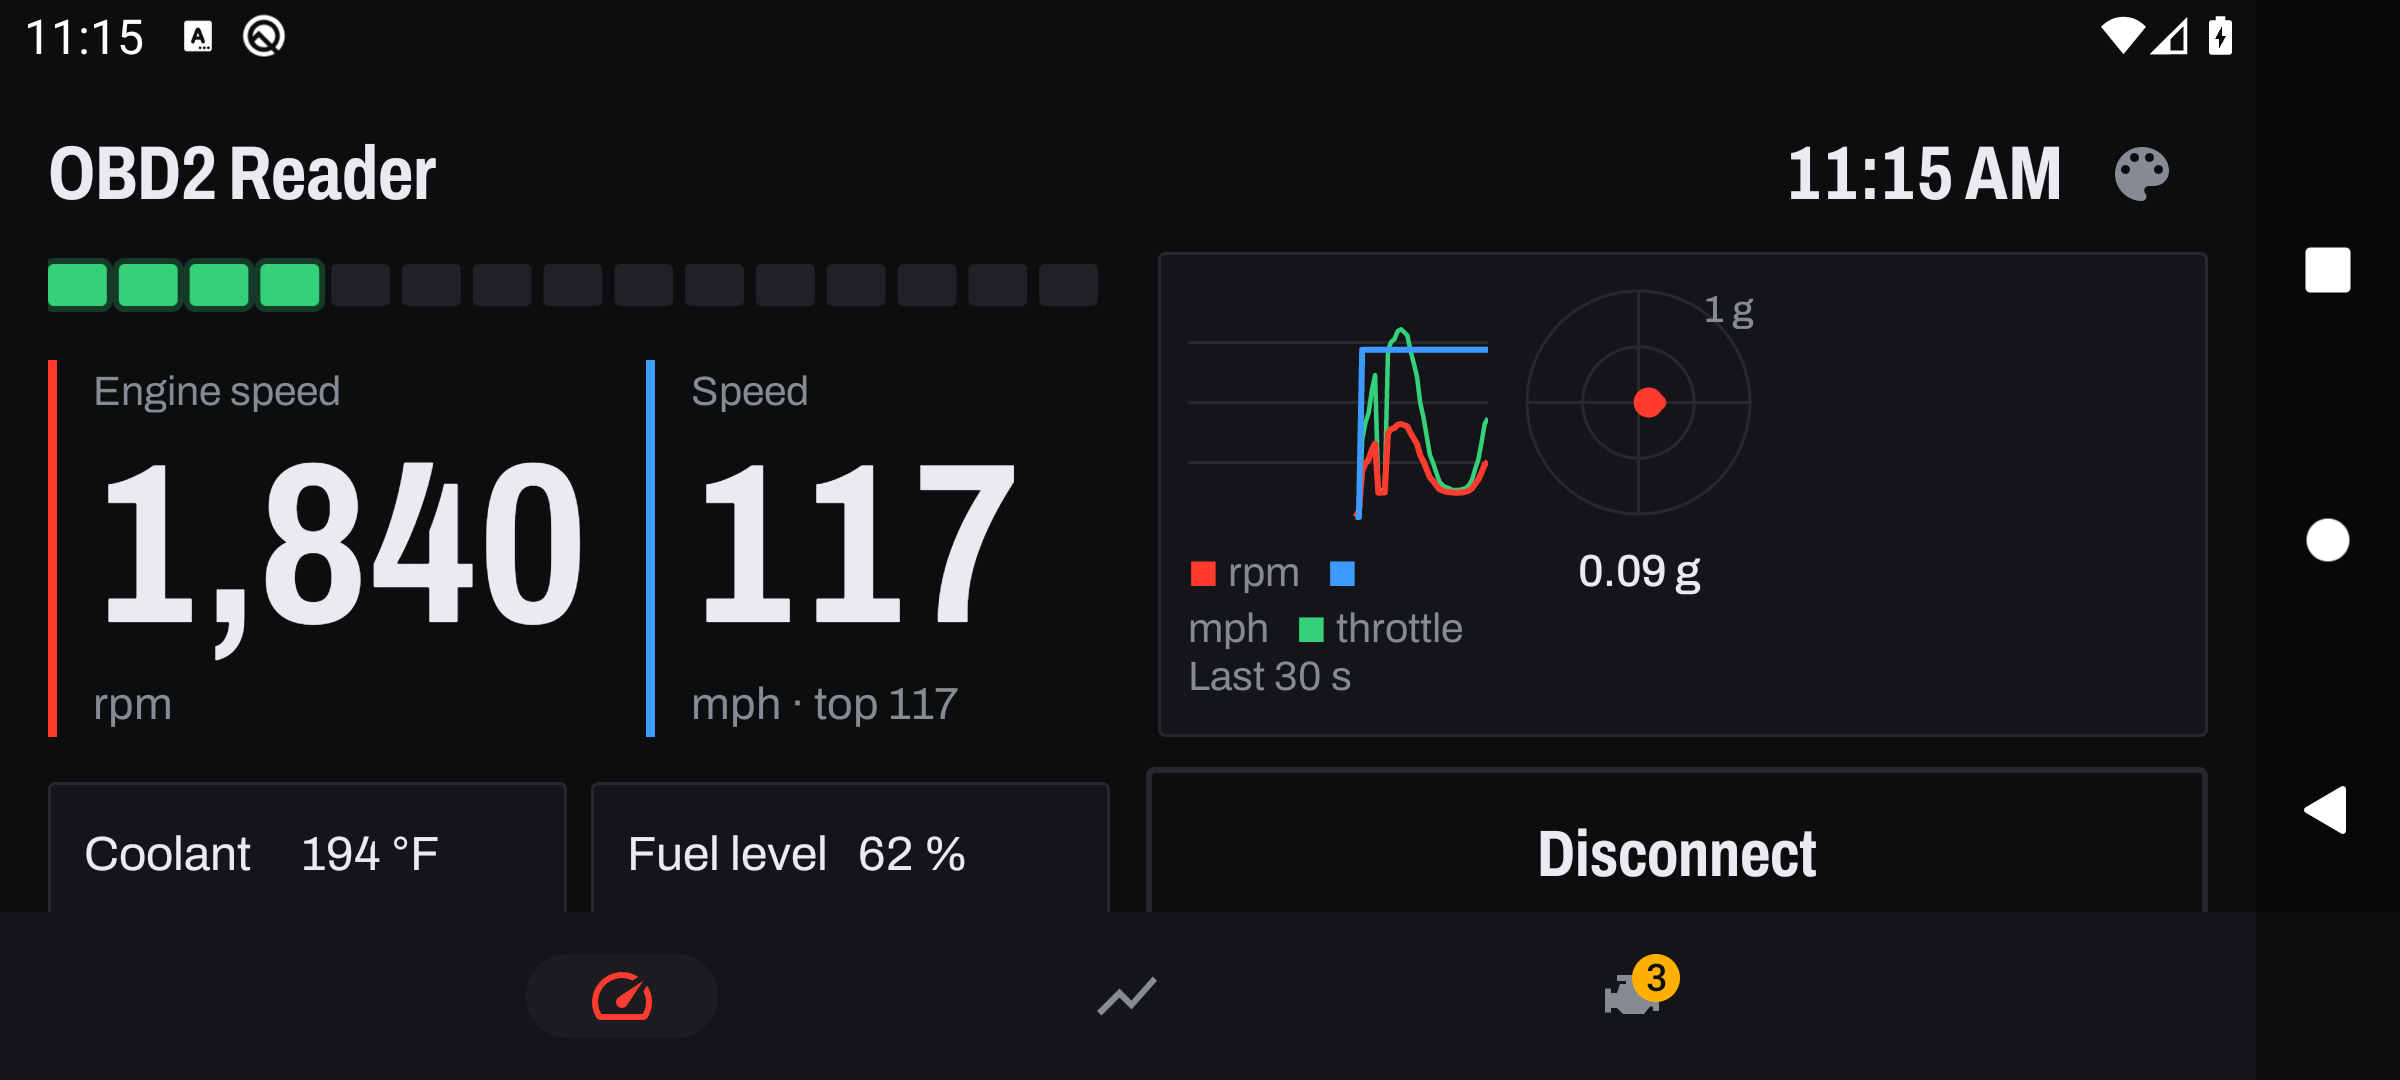 11:15
A
OBD2 Reader
11:15 AM
Engine speed
1,840
rpm
Speed
117
mph · top 117
1 g
0.09 g
rpm
mph throttle
Last 30 s
Coolant 194 °F
Fuel level 62 %
Disconnect
3